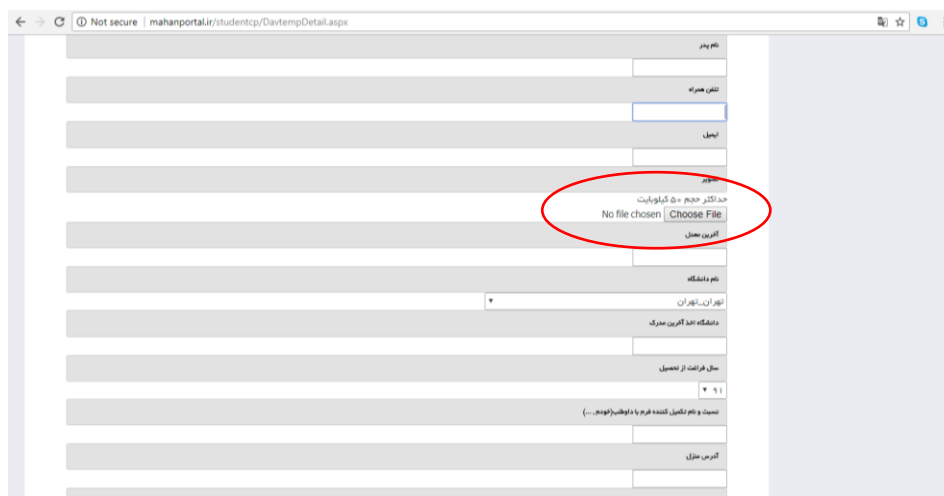 Not secure | mahanportal.ir/studentcp/DavtempDetail.aspx
نام پدر
تلفن همراه
ایمیل
تصویر
حداکثر حجم ۵۰ کیلوبایت
Choose File No file chosen
آخرین معدل
نام دانشگاه
تهران_تهران
دانشگاه اخذ آخرین مدرک
سال فراغت از تحصیل
۹۱
نسبت و نام تکمیل کننده فرم با داوطلب(خودم, ...)
آدرس منزل